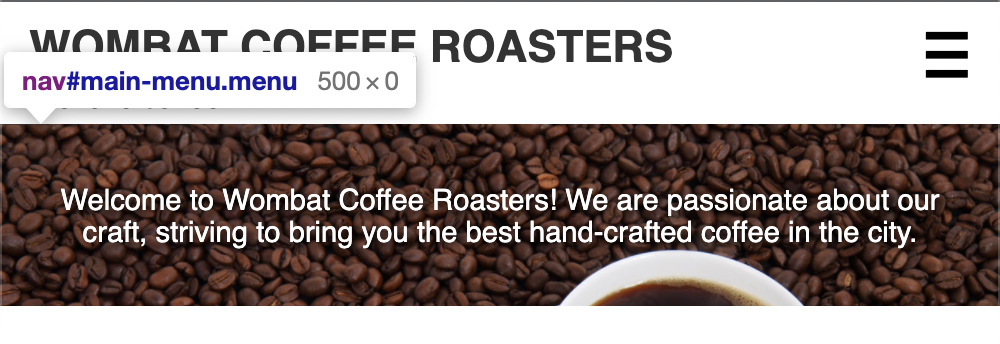 WOMBAT COFFEE ROASTERS
nav#main-menu.menu 500 × 0
Welcome to Wombat Coffee Roasters! We are passionate about our
craft, striving to bring you the best hand-crafted coffee in the city.